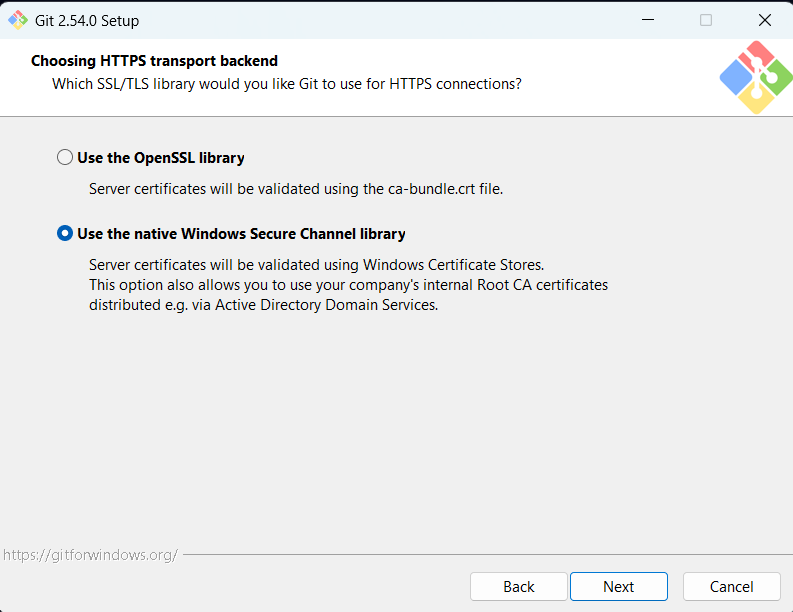 Git 2.54.0 Setup
Choosing HTTPS transport backend
Which SSL/TLS library would you like Git to use for HTTPS connections?
Use the OpenSSL library
Server certificates will be validated using the ca-bundle.crt file.
Use the native Windows Secure Channel library
Server certificates will be validated using Windows Certificate Stores.
This option also allows you to use your company's internal Root CA certificates
distributed e.g. via Active Directory Domain Services.
https://gitforwindows.org/
Back Next Cancel